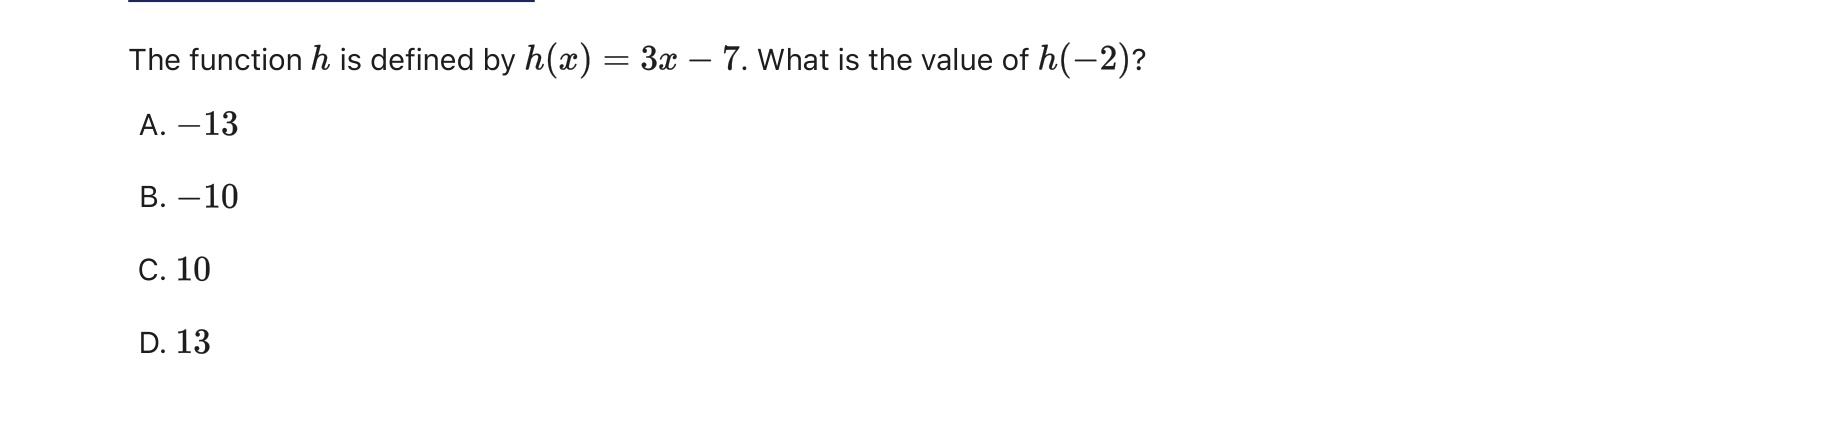 The function h is defined by h(x) = 3x − 7. What is the value of h(−2)?
A. −13
B. −10
C. 10
D. 13